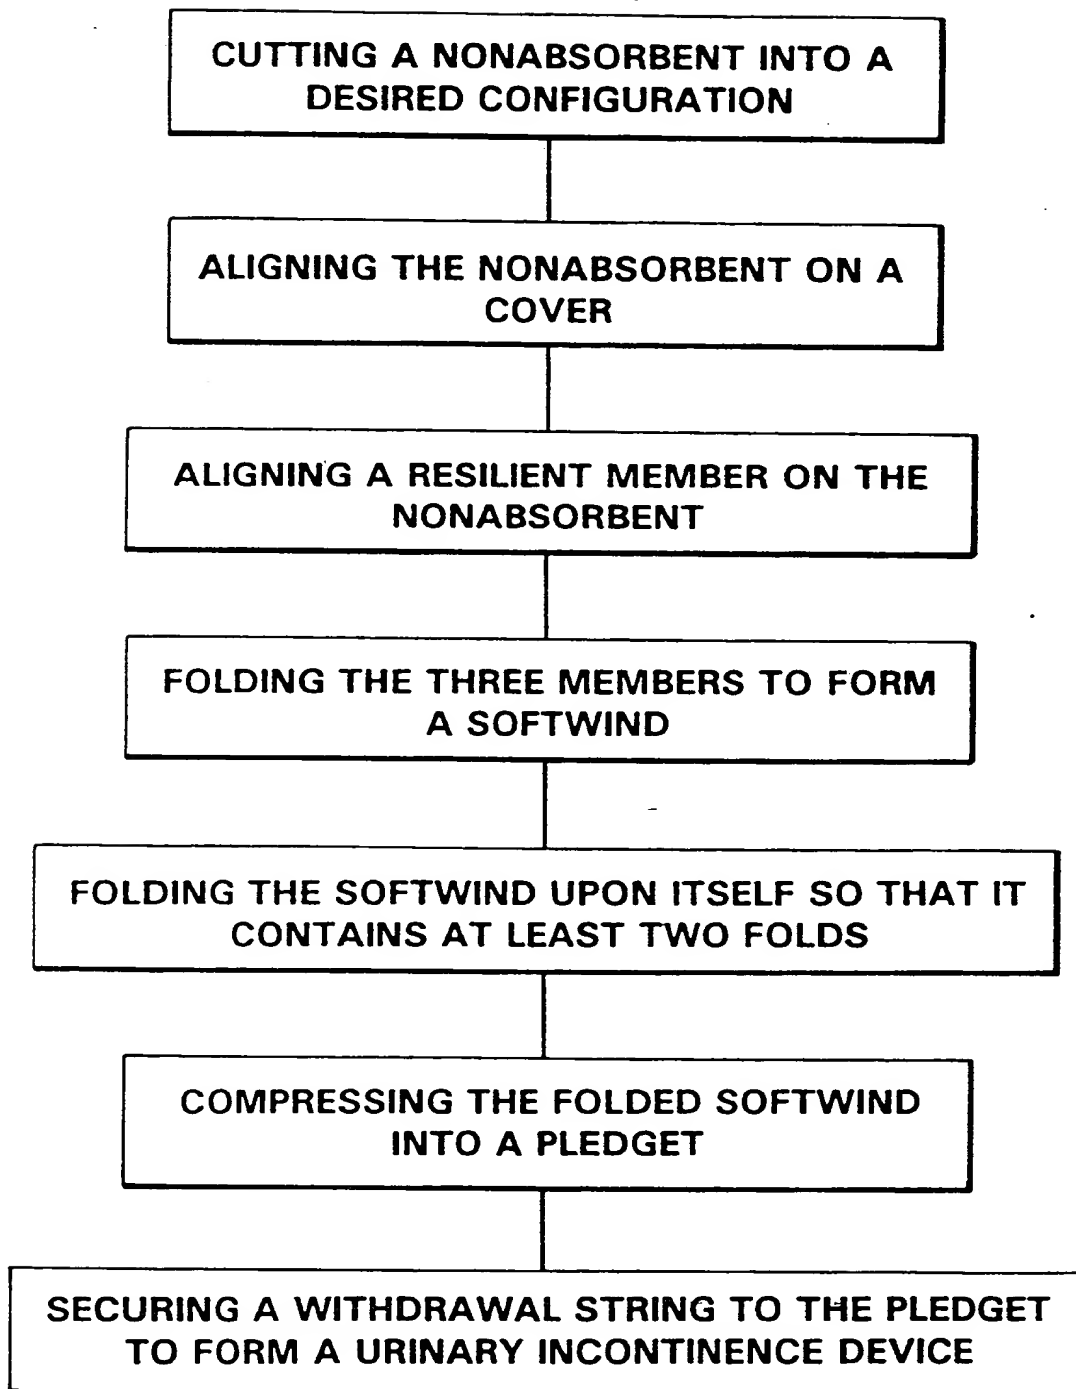 CUTTING A NONABSORBENT INTO A
DESIRED CONFIGURATION
ALIGNING THE NONABSORBENT ON A
COVER
ALIGNING A RESILIENT MEMBER ON THE
NONABSORBENT
FOLDING THE THREE MEMBERS TO FORM
A SOFTWIND
FOLDING THE SOFTWIND UPON ITSELF SO THAT IT
CONTAINS AT LEAST TWO FOLDS
COMPRESSING THE FOLDED SOFTWIND
INTO A PLEDGET
SECURING A WITHDRAWAL STRING TO THE PLEDGET
TO FORM A URINARY INCONTINENCE DEVICE